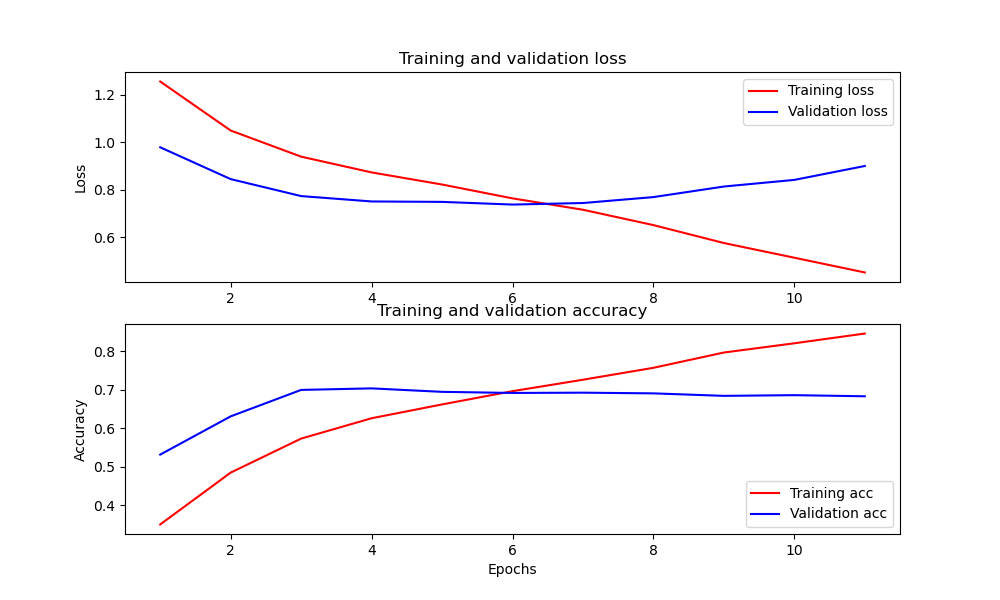 Training and validation loss
Loss
1.2
1.0
0.8
0.6
Training loss
Validation loss
2 4 6 8 10
Training and validation accuracy
Accuracy
0.8
0.7
0.6
0.5
0.4
Training acc
Validation acc
2 4 6 8 10
Epochs